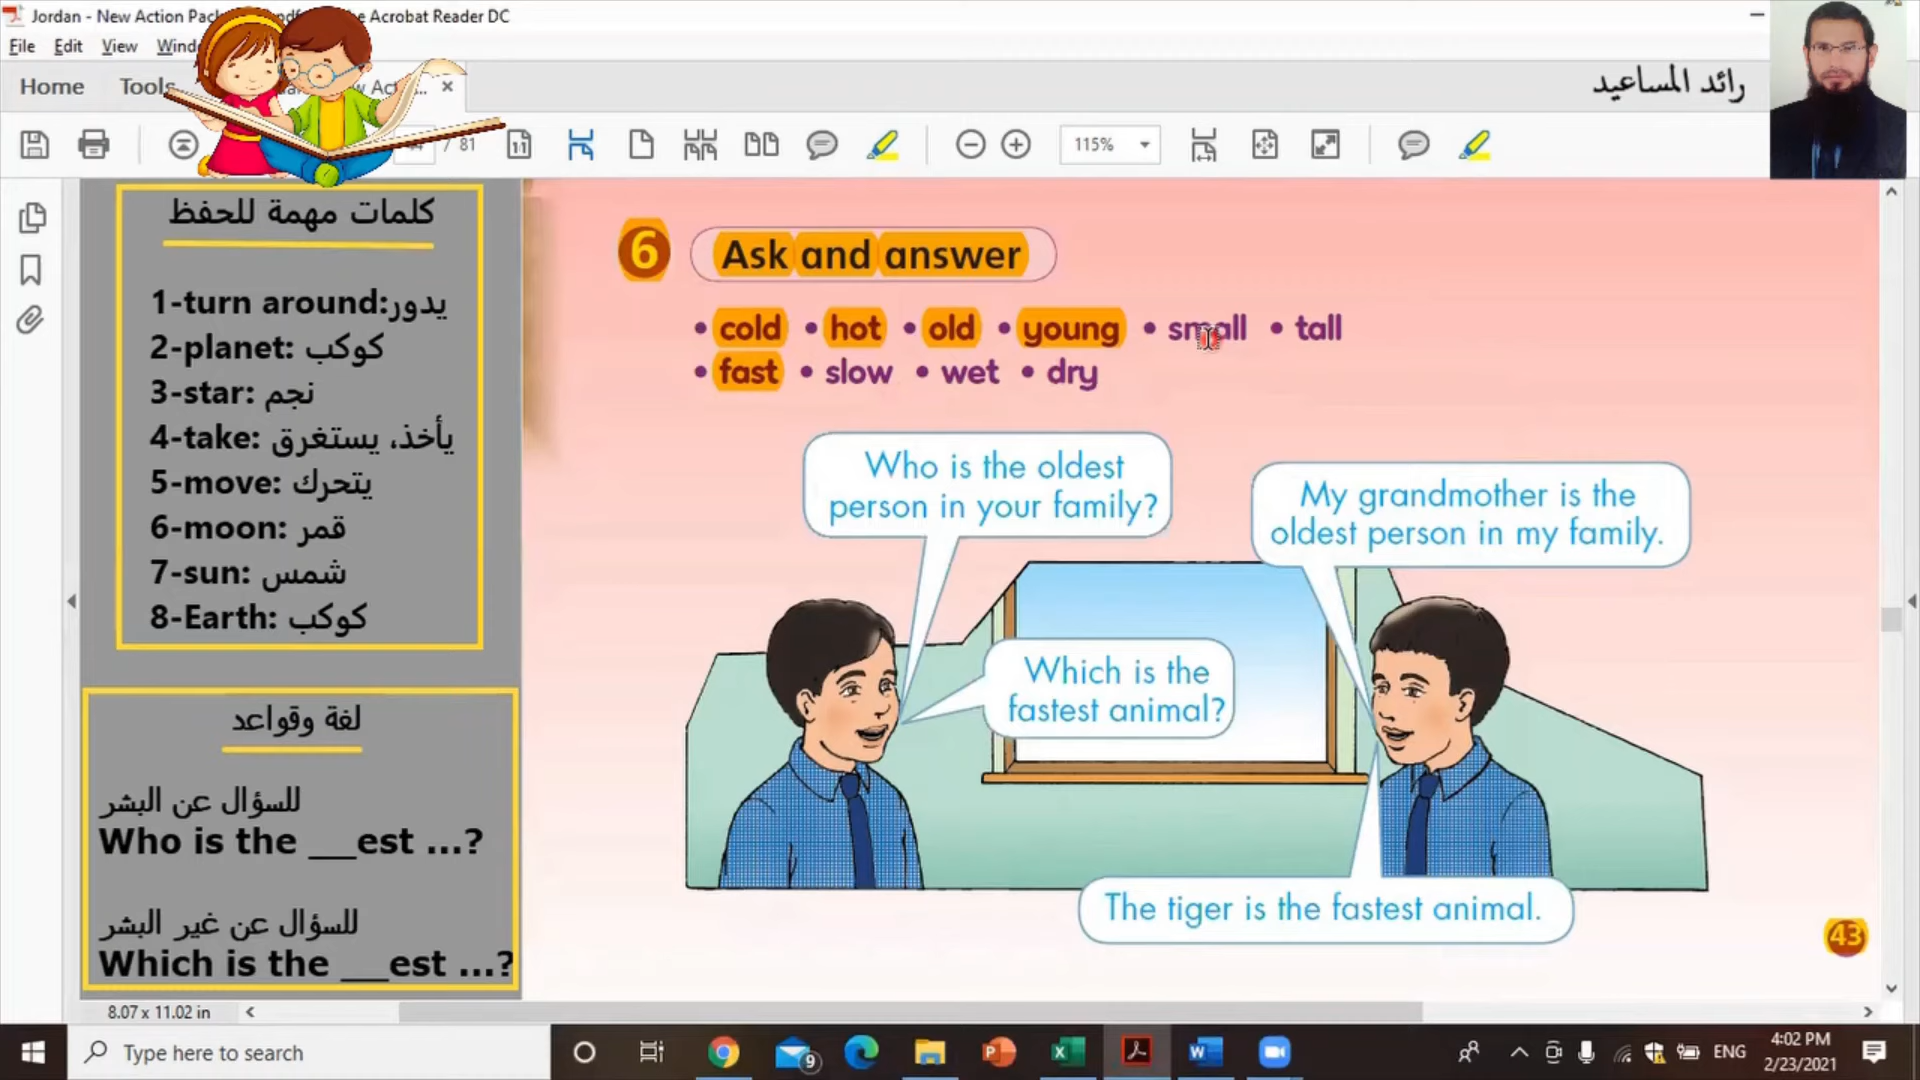 Jordan - New Action Pac
e Acrobat Reader DC
File Edit View Wind
Home Tools
رائد المساعيد
/ 81
115%
كلمات مهمة للحفظ
1-turn around:يدور
2-planet: كوكب
3-star: نجم
4-take: يأخذ، يستغرق
5-move: يتحرك
6-moon: قمر
7-sun: شمس
8-Earth: كوكب
لغة وقواعد
للسؤال عن البشر
Who is the ___est ...?
للسؤال عن غير البشر
Which is the ___est ...?
6 Ask and answer
• cold • hot • old • young • small • tall
• fast • slow • wet • dry
Who is the oldest
person in your family?
My grandmother is the
oldest person in my family.
Which is the
fastest animal?
The tiger is the fastest animal.
43
8.07 x 11.02 in
Type here to search
9
ENG
4:02 PM
2/23/2021